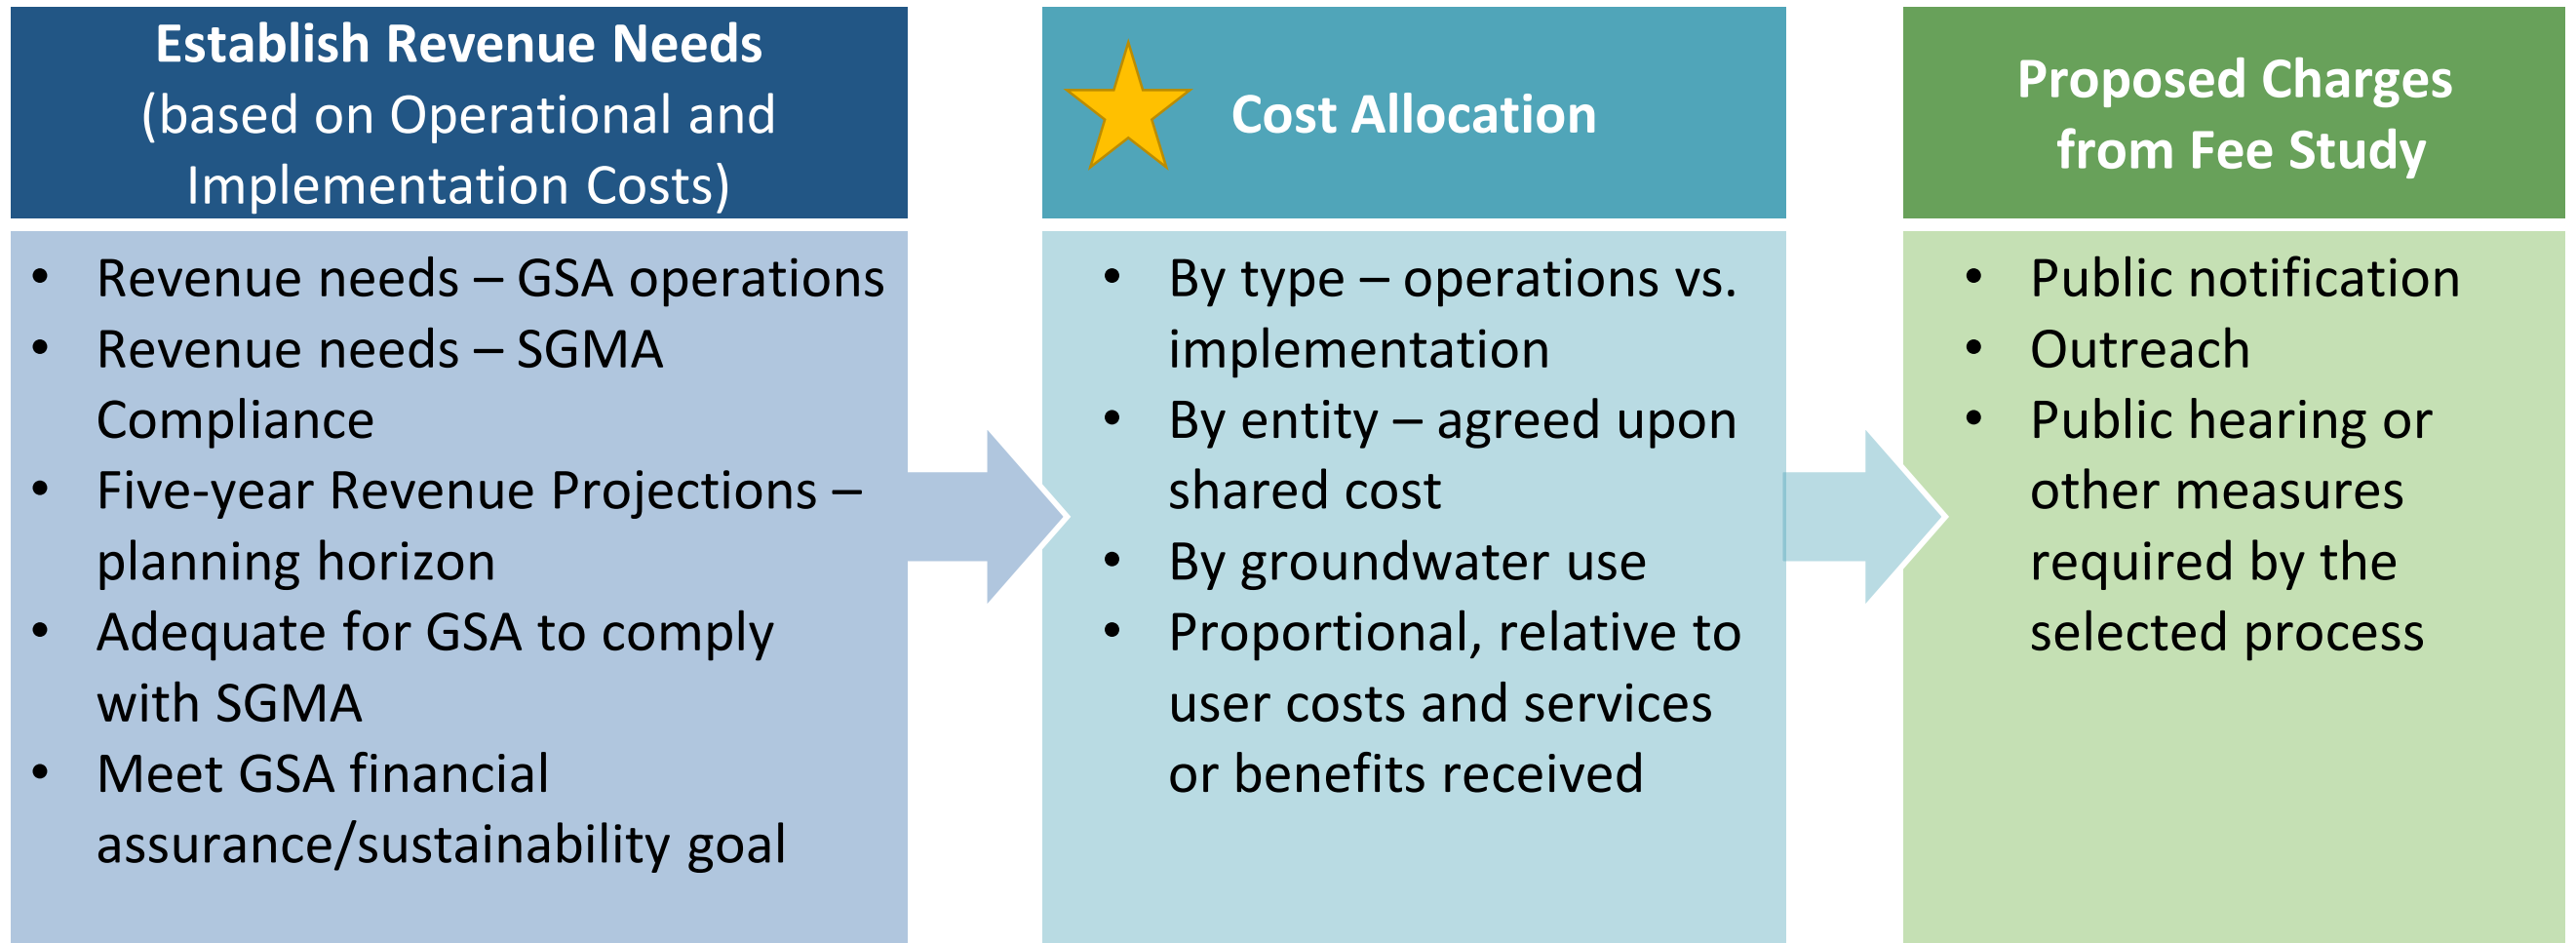 Establish Revenue Needs
(based on Operational and
Implementation Costs)
• Revenue needs – GSA operations
• Revenue needs – SGMA
Compliance
• Five-year Revenue Projections –
planning horizon
• Adequate for GSA to comply
with SGMA
• Meet GSA financial
assurance/sustainability goal
Cost Allocation
• By type – operations vs.
implementation
• By entity – agreed upon
shared cost
• By groundwater use
• Proportional, relative to
user costs and services
or benefits received
Proposed Charges
from Fee Study
• Public notification
• Outreach
• Public hearing or
other measures
required by the
selected process